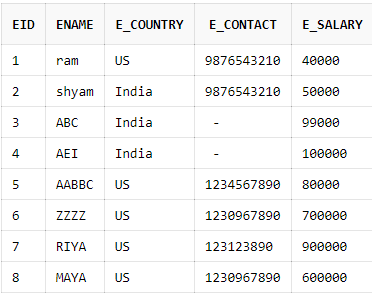 EID ENAME E_COUNTRY E_CONTACT E_SALARY
1 ram US 9876543210 40000
2 shyam India 9876543210 50000
3 ABC India - 99000
4 AEI India - 100000
5 AABBC US 1234567890 80000
6 ZZZZ US 1230967890 700000
7 RIYA US 123123890 900000
8 MAYA US 1230967890 600000